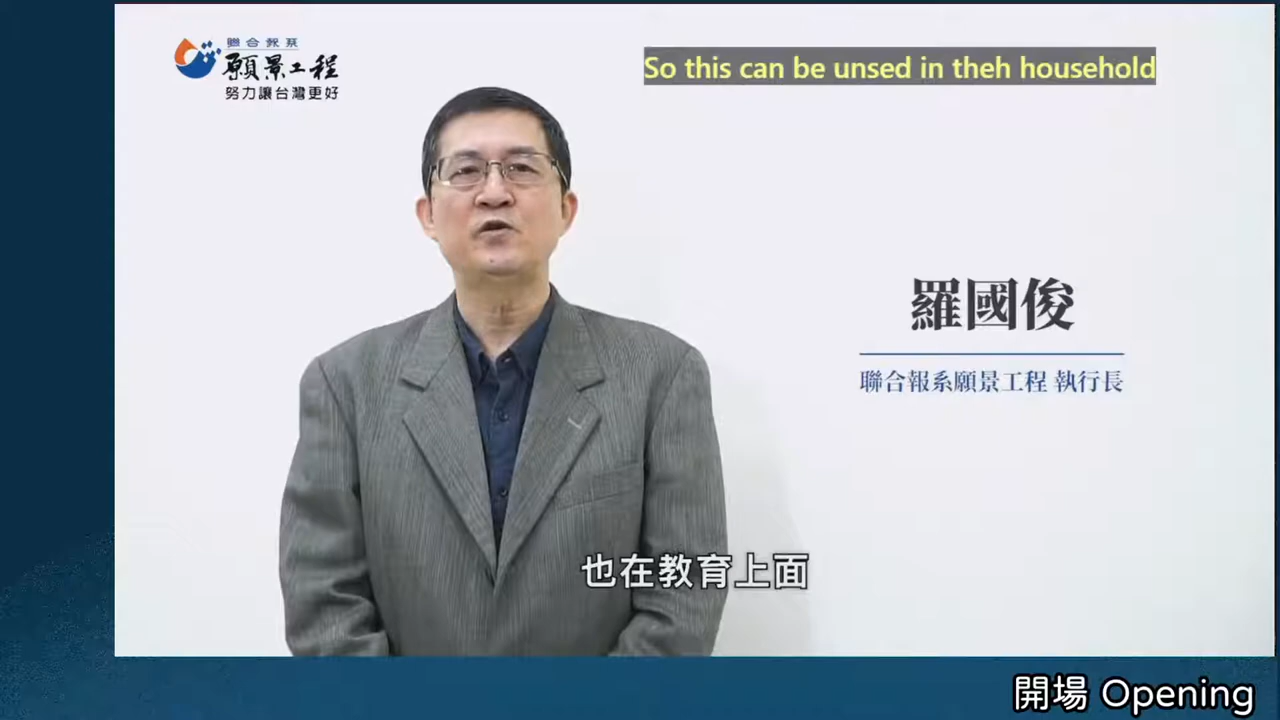 聯合報系
願景工程
努力讓台灣更好
So this can be unsed in theh household
羅國俊
聯合報系願景工程 執行長
也在教育上面
開場 Opening